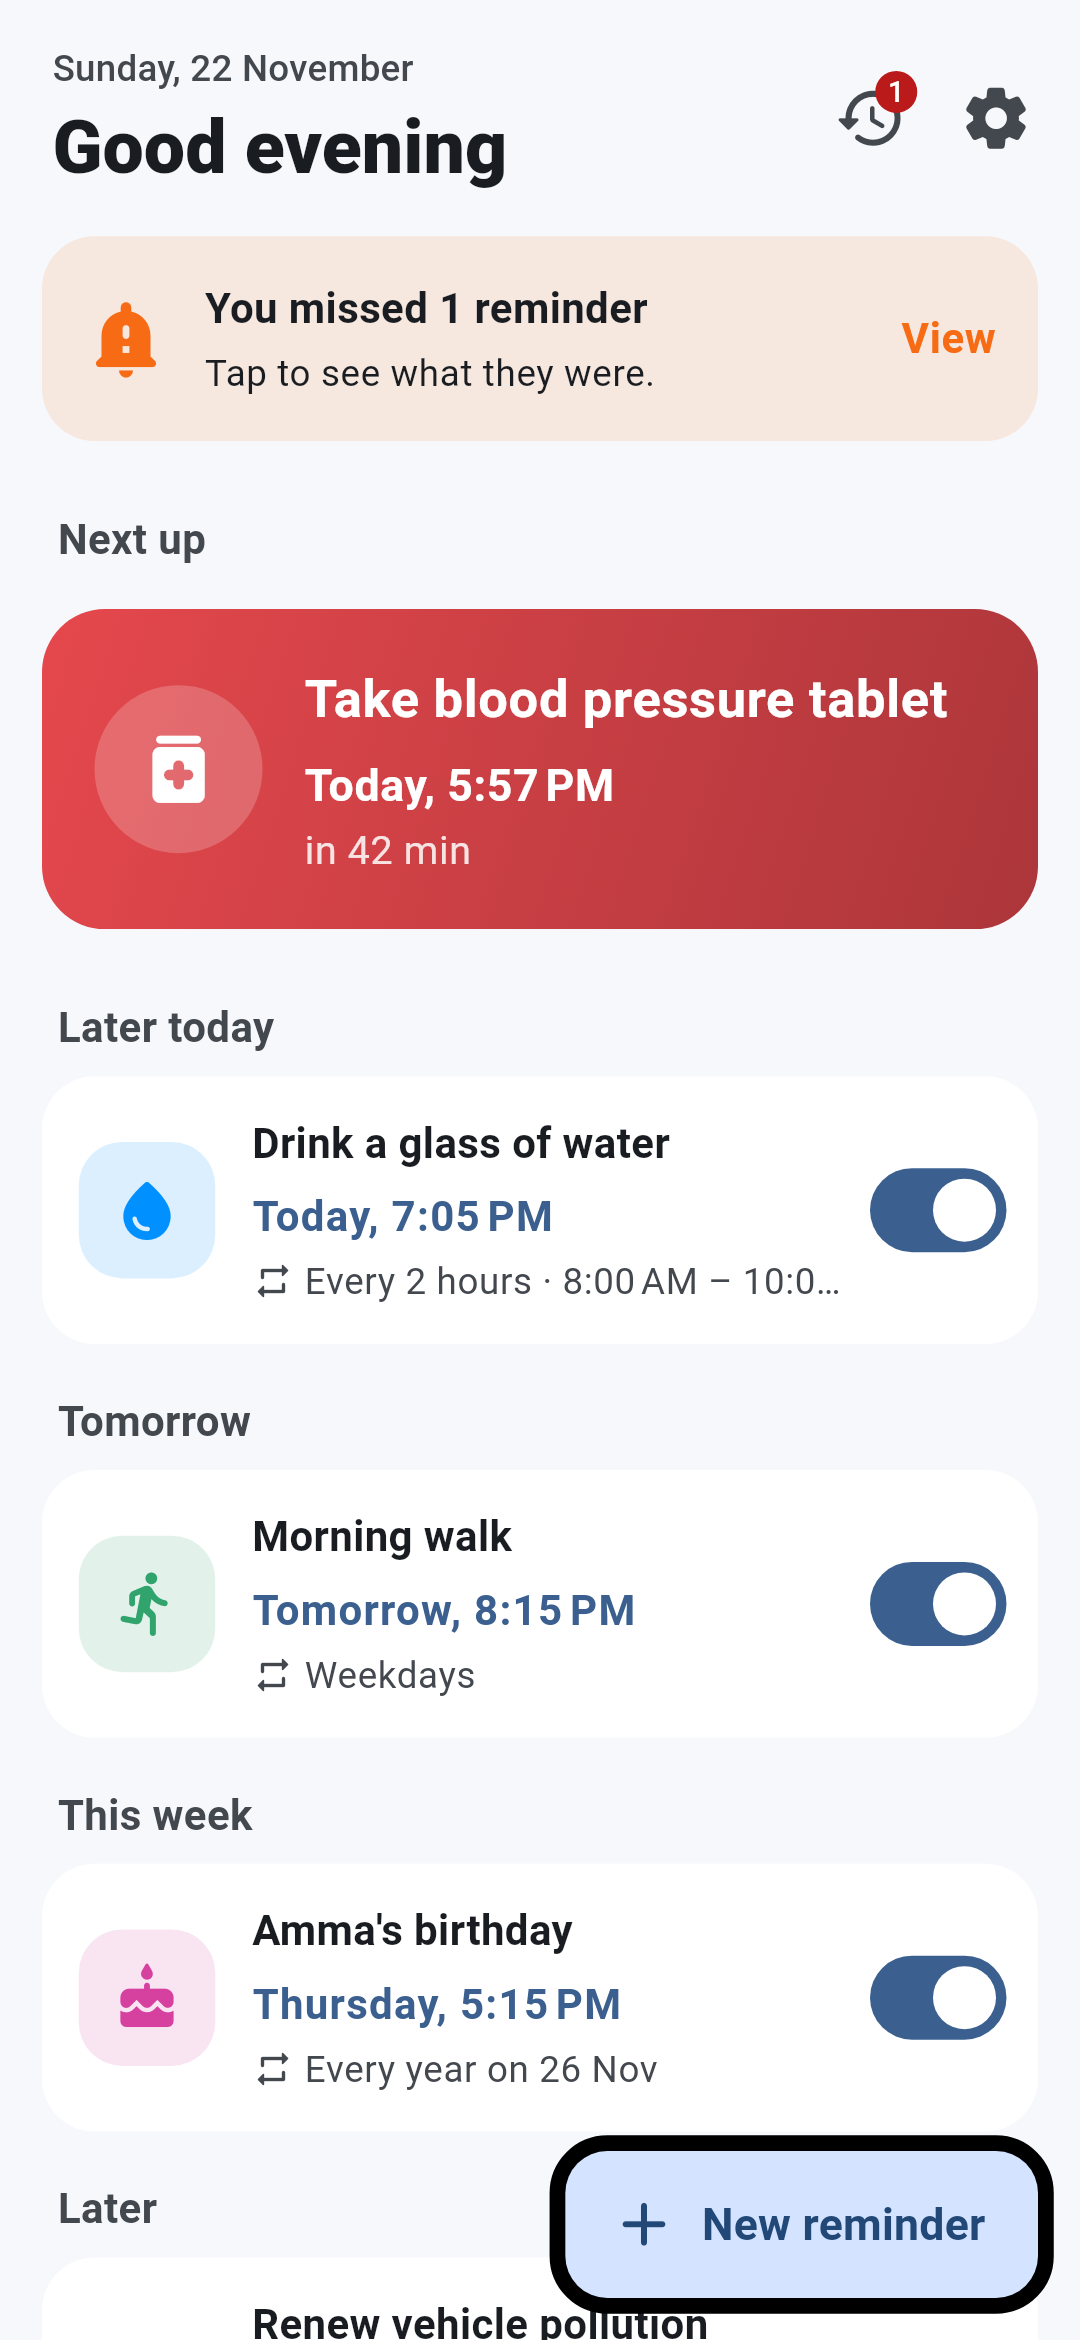 Sunday, 22 November
Good evening
1
You missed 1 reminder
Tap to see what they were.
View
Next up
Take blood pressure tablet
Today, 5:57 PM
in 42 min
Later today
Drink a glass of water
Today, 7:05 PM
Every 2 hours · 8:00 AM – 10:0…
Tomorrow
Morning walk
Tomorrow, 8:15 PM
Weekdays
This week
Amma's birthday
Thursday, 5:15 PM
Every year on 26 Nov
Later
New reminder
Renew vehicle pollution